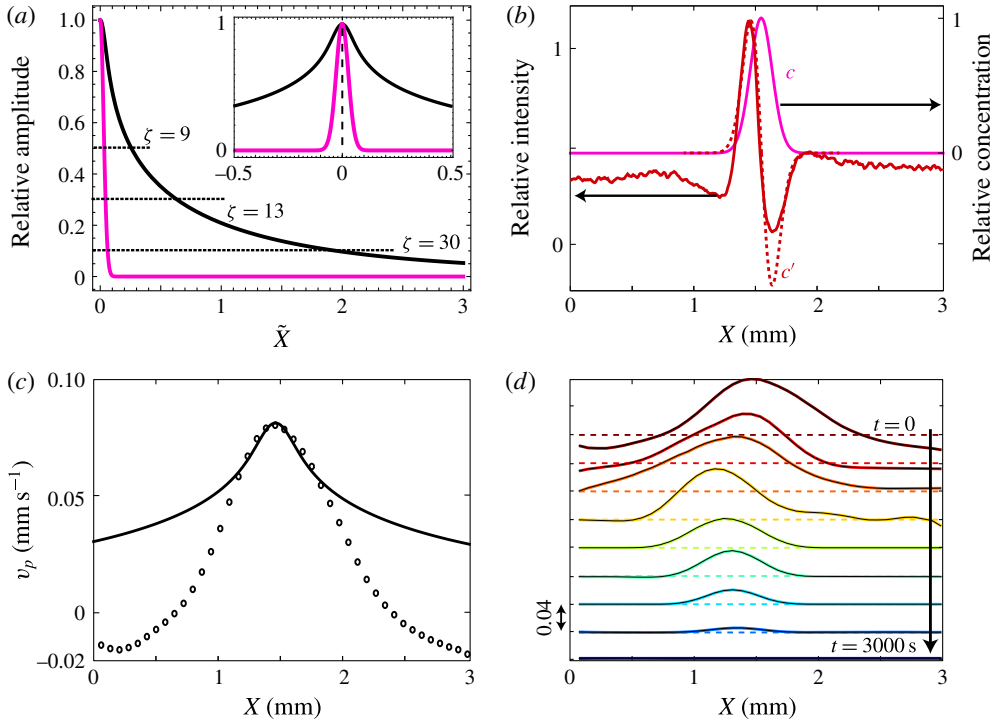 (a)
Relative amplitude
1.0
0.8
0.6
0.4
0.2
0
ζ = 9
ζ = 13
ζ = 30
1
0
−0.5
0
0.5
0
1
2
3
X̃
(b)
Relative intensity
1
0
c
c′
1
0
Relative concentration
0
1
2
3
X (mm)
(c)
v_p (mm s⁻¹)
0.10
0.05
0
−0.02
0
1
2
3
X (mm)
(d)
t = 0
0.04
t = 3000 s
0
1
2
3
X (mm)